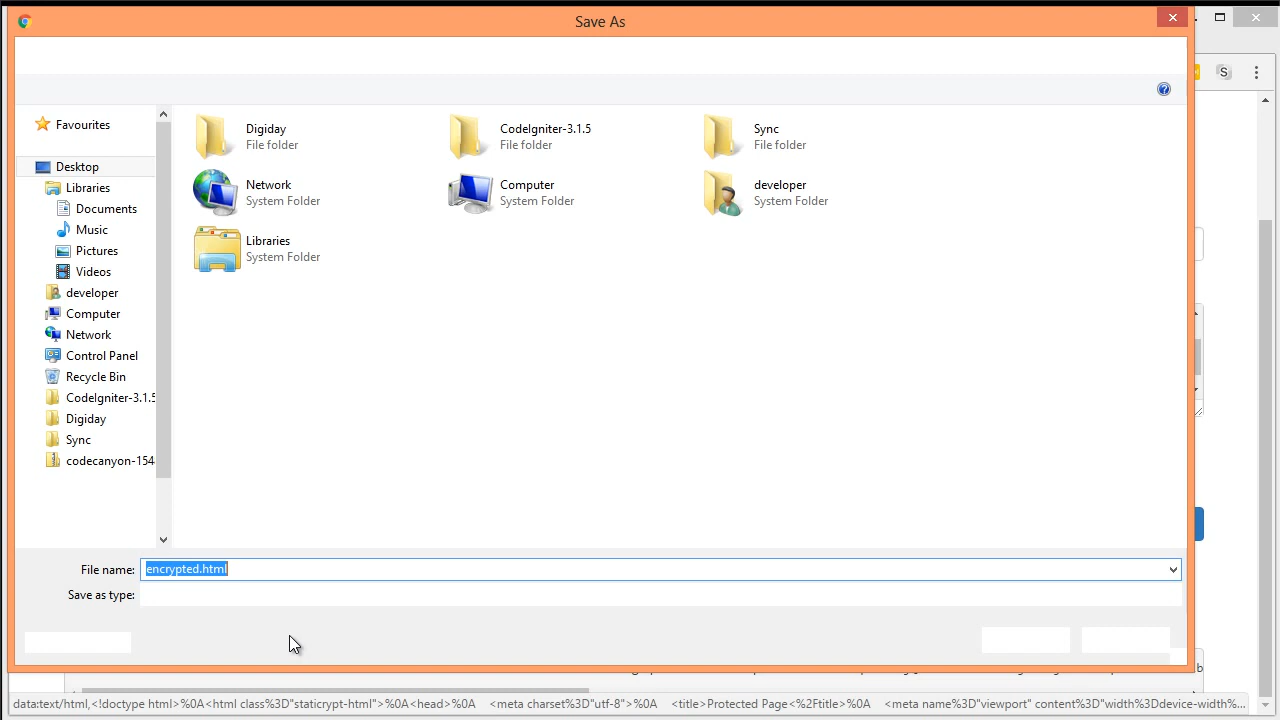 Save As
S
Favourites
Desktop
Libraries
Documents
Music
Pictures
Videos
developer
Computer
Network
Control Panel
Recycle Bin
CodeIgniter-3.1.5
Digiday
Sync
codecanyon-154
Digiday
File folder
CodeIgniter-3.1.5
File folder
Sync
File folder
Network
System Folder
Computer
System Folder
developer
System Folder
Libraries
System Folder
File name: encrypted.html
Save as type:
data:text/html,<!doctype html>%0A<html class%3D"staticrypt-html">%0A<head>%0A <meta charset%3D"utf-8">%0A <title>Protected Page<%2Ftitle>%0A <meta name%3D"viewport" content%3D"width%3Ddevice-width%...